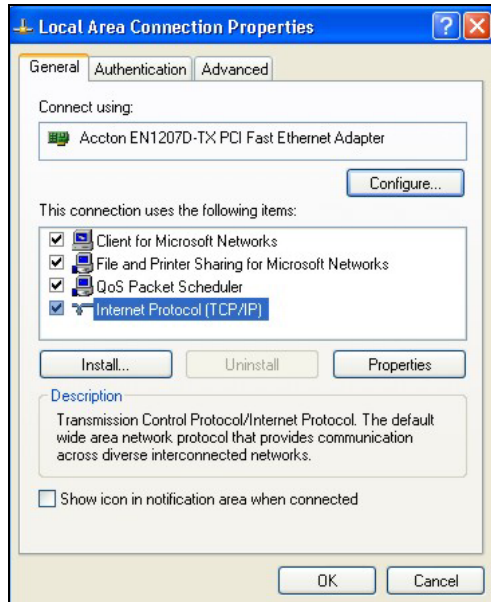 Local Area Connection Properties
General Authentication Advanced
Connect using:
Accton EN1207D-TX PCI Fast Ethernet Adapter
Configure...
This connection uses the following items:
Client for Microsoft Networks
File and Printer Sharing for Microsoft Networks
QoS Packet Scheduler
Internet Protocol (TCP/IP)
Install... Uninstall Properties
Description
Transmission Control Protocol/Internet Protocol. The default
wide area network protocol that provides communication
across diverse interconnected networks.
Show icon in notification area when connected
OK Cancel